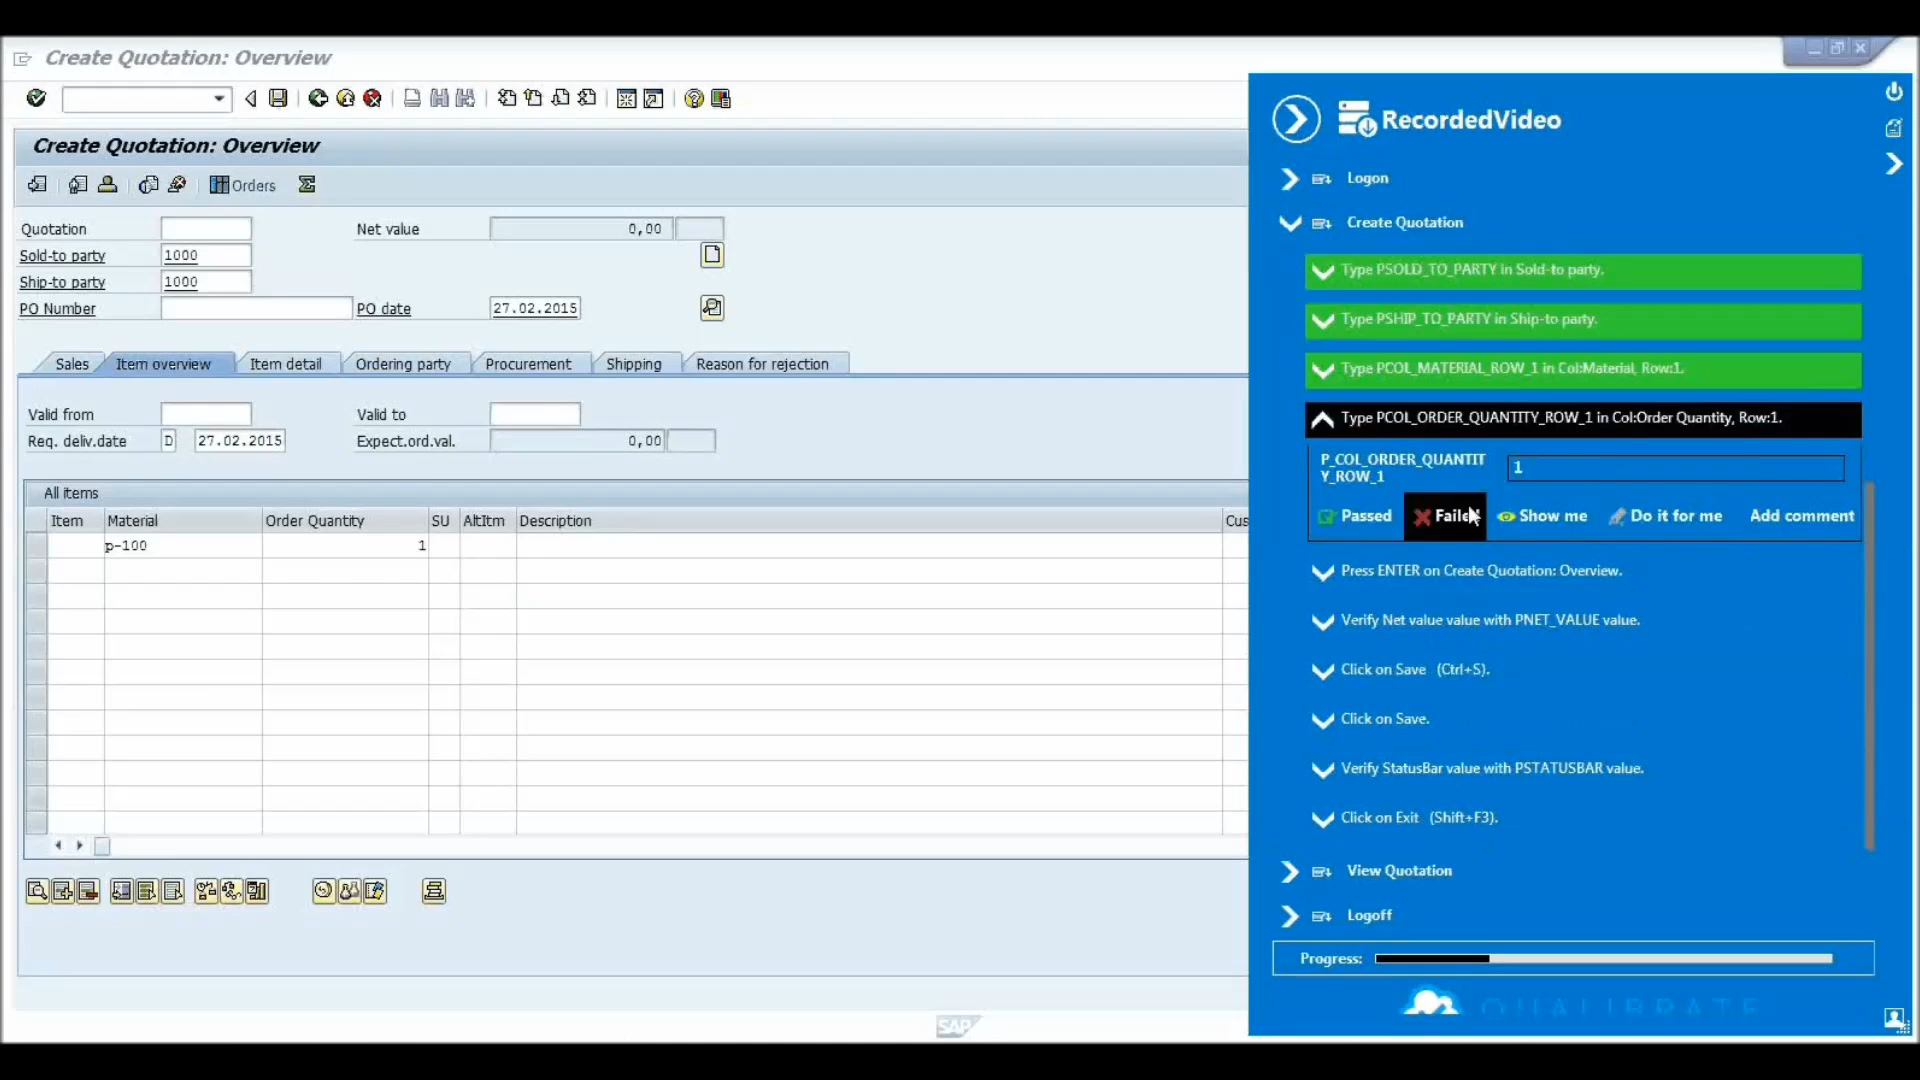 Create Quotation: Overview
Create Quotation: Overview
Orders
Quotation
Net value
0,00
Sold-to party
1000
Ship-to party
1000
PO Number
PO date
27.02.2015
Sales
Item overview
Item detail
Ordering party
Procurement
Shipping
Reason for rejection
Valid from
Valid to
Req. deliv.date
D
27.02.2015
Expect.ord.val.
0,00
All items
Item
Material
Order Quantity
SU
AltItm
Description
Cus
p-100
1
SAP
RecordedVideo
Logon
Create Quotation
Type PSOLD_TO_PARTY in Sold-to party.
Type PSHIP_TO_PARTY in Ship-to party.
Type PCOL_MATERIAL_ROW_1 in Col:Material, Row:1.
Type PCOL_ORDER_QUANTITY_ROW_1 in Col:Order Quantity, Row:1.
P_COL_ORDER_QUANTIT
Y_ROW_1
1
Passed
Failed
Show me
Do it for me
Add comment
Press ENTER on Create Quotation: Overview.
Verify Net value value with PNET_VALUE value.
Click on Save (Ctrl+S).
Click on Save.
Verify StatusBar value with PSTATUSBAR value.
Click on Exit (Shift+F3).
View Quotation
Logoff
Progress:
QUALIBRATE